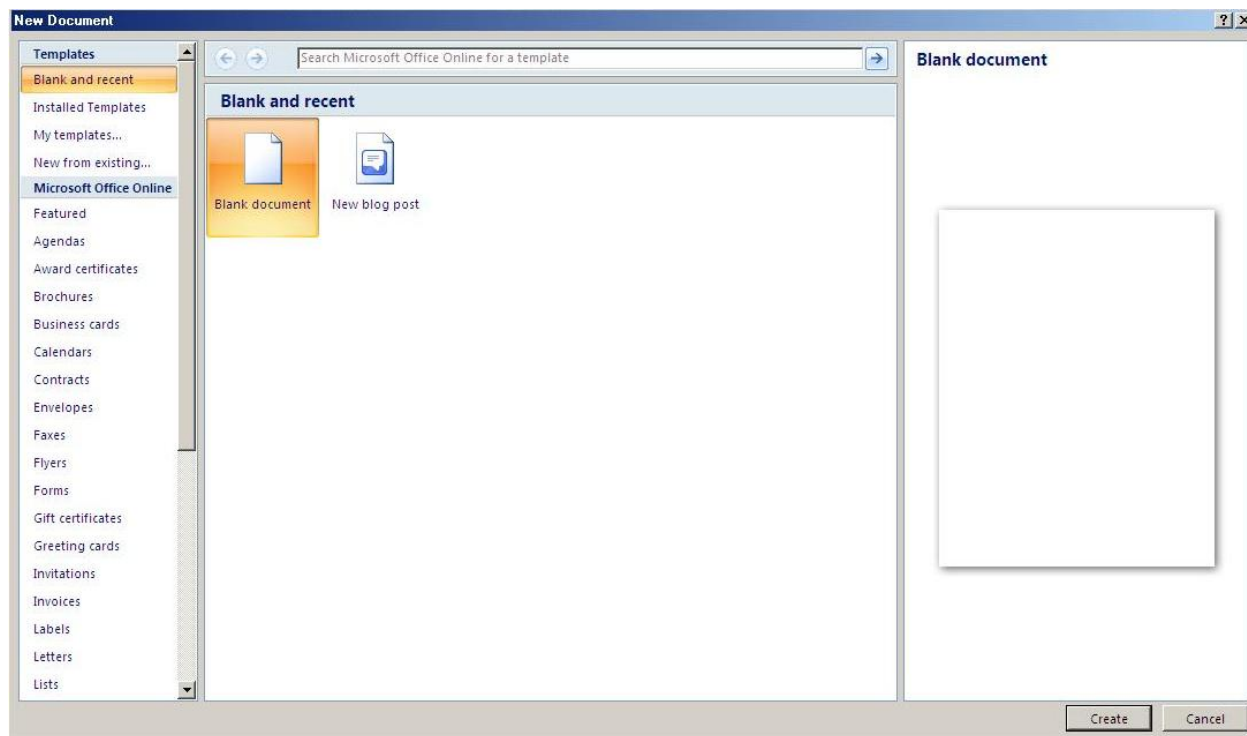 New Document
Templates
Blank and recent
Installed Templates
My templates...
New from existing...
Microsoft Office Online
Featured
Agendas
Award certificates
Brochures
Business cards
Calendars
Contracts
Envelopes
Faxes
Flyers
Forms
Gift certificates
Greeting cards
Invitations
Invoices
Labels
Letters
Lists
Search Microsoft Office Online for a template
Blank and recent
Blank document
New blog post
Blank document
Create
Cancel